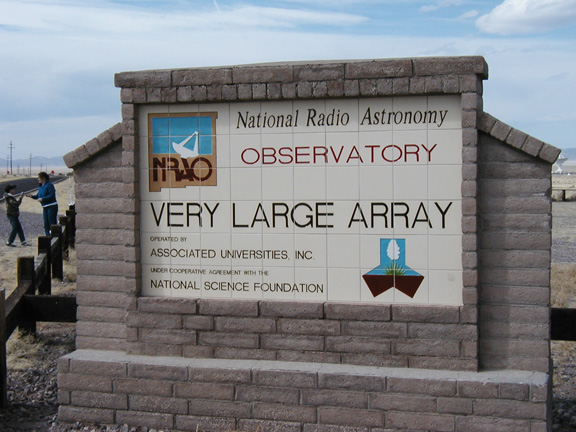 National Radio Astronomy
NRAO
OBSERVATORY
VERY LARGE ARRAY
OPERATED BY
ASSOCIATED UNIVERSITIES, INC.
UNDER COOPERATIVE AGREEMENT WITH THE
NATIONAL SCIENCE FOUNDATION